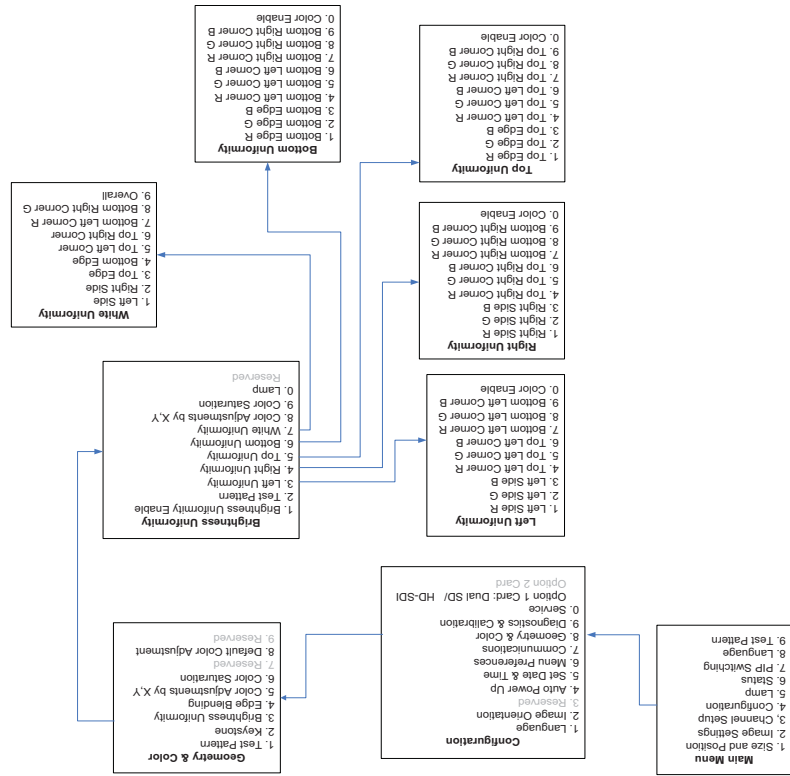 Main Menu
1. Size and Position
2. Image Settings
3, Channel Setup
4. Configuration
5. Lamp
6. Status
7. PIP Switching
8. Language
9. Test Pattern
Configuration
1. Language
2. Image Orientation
3. Reserved
4. Auto Power Up
5. Set Date & Time
6. Menu Preferences
7. Communications
8. Geometry & Color
9. Diagnostics & Calibration
0. Service
Option 1 Card: Dual SD/ HD-SDI
Option 2 Card
Geometry & Color
1. Test Pattern
2. Keystone
3. Brightness Uniformity
4. Edge Blending
5. Color Adjustments by X,Y
6. Color Saturation
7. Reserved
8. Default Color Adjustment
9. Reserved
Left Uniformity
1. Left Side R
2. Left Side G
3. Left Side B
4. Top Left Corner R
5. Top Left Corner G
6. Top Left Corner B
7. Bottom Left Corner R
8. Bottom Left Corner G
9. Bottom Left Corner B
0. Color Enable
Brightness Uniformity
1. Brightness Uniformity Enable
2. Test Pattern
3. Left Uniformity
4. Right Uniformity
5. Top Uniformity
6. Bottom Uniformity
7. White Uniformity
8. Color Adjustments by X,Y
9. Color Saturation
0. Lamp
Reserved
Right Uniformity
1. Right Side R
2. Right Side G
3. Right Side B
4. Top Right Corner R
5. Top Right Corner G
6. Top Right Corner B
7. Bottom Right Corner R
8. Bottom Right Corner G
9. Bottom Right Corner B
0. Color Enable
White Uniformity
1. Left Side
2. Right Side
3. Top Edge
4. Bottom Edge
5. Top Left Corner
6. Top Right Corner
7. Bottom Left Corner R
8. Bottom Right Corner G
9. Overall
Top Uniformity
1. Top Edge R
2. Top Edge G
3. Top Edge B
4. Top Left Corner R
5. Top Left Corner G
6. Top Left Corner B
7. Top Right Corner R
8. Top Right Corner G
9. Top Right Corner B
0. Color Enable
Bottom Uniformity
1. Bottom Edge R
2. Bottom Edge G
3. Bottom Edge B
4. Bottom Left Corner R
5. Bottom Left Corner G
6. Bottom Left Corner B
7. Bottom Right Corner R
8. Bottom Right Corner G
9. Bottom Right Corner B
0. Color Enable